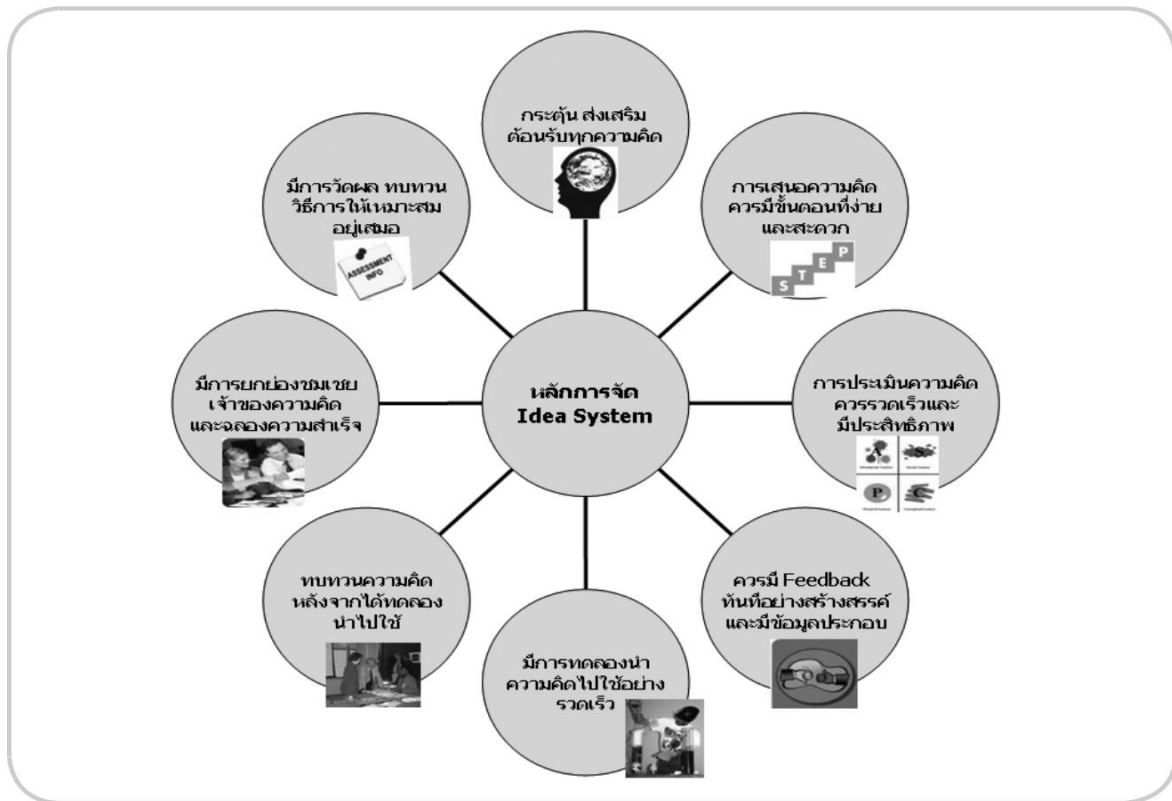 กระตุ้น ส่งเสริม
ต้อนรับทุกความคิด
การเสนอความคิด
ควรมีขั้นตอนที่ง่าย
และสะดวก
STEP
การประเมินความคิด
ควรรวดเร็วและ
มีประสิทธิภาพ
A
S
P
C
ควรมี Feedback
ทันทีอย่างสร้างสรรค์
และมีข้อมูลประกอบ
มีการทดลองนำ
ความคิดไปใช้อย่าง
รวดเร็ว
ทบทวนความคิด
หลังจากได้ทดลอง
นำไปใช้
มีการยกย่องชมเชย
เจ้าของความคิด
และฉลองความสำเร็จ
มีการวัดผล ทบทวน
วิธีการให้เหมาะสม
อยู่เสมอ
ASSESSMENT
INFO
หลักการจัด
Idea System